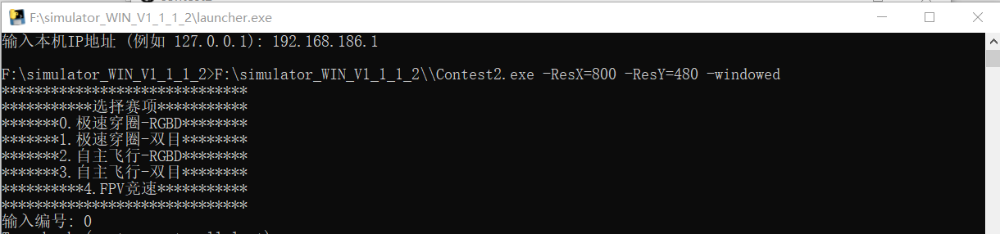 F:\simulator_WIN_V1_1_1_2\launcher.exe
输入本机IP地址 (例如 127.0.0.1): 192.168.186.1
F:\simulator_WIN_V1_1_1_2>F:\simulator_WIN_V1_1_1_2\\Contest2.exe -ResX=800 -ResY=480 -windowed
******************************
***********选择赛项***********
*******0.极速穿圈-RGBD********
*******1.极速穿圈-双目********
*******2.自主飞行-RGBD********
*******3.自主飞行-双目********
**********4.FPV竞速***********
******************************
输入编号: 0